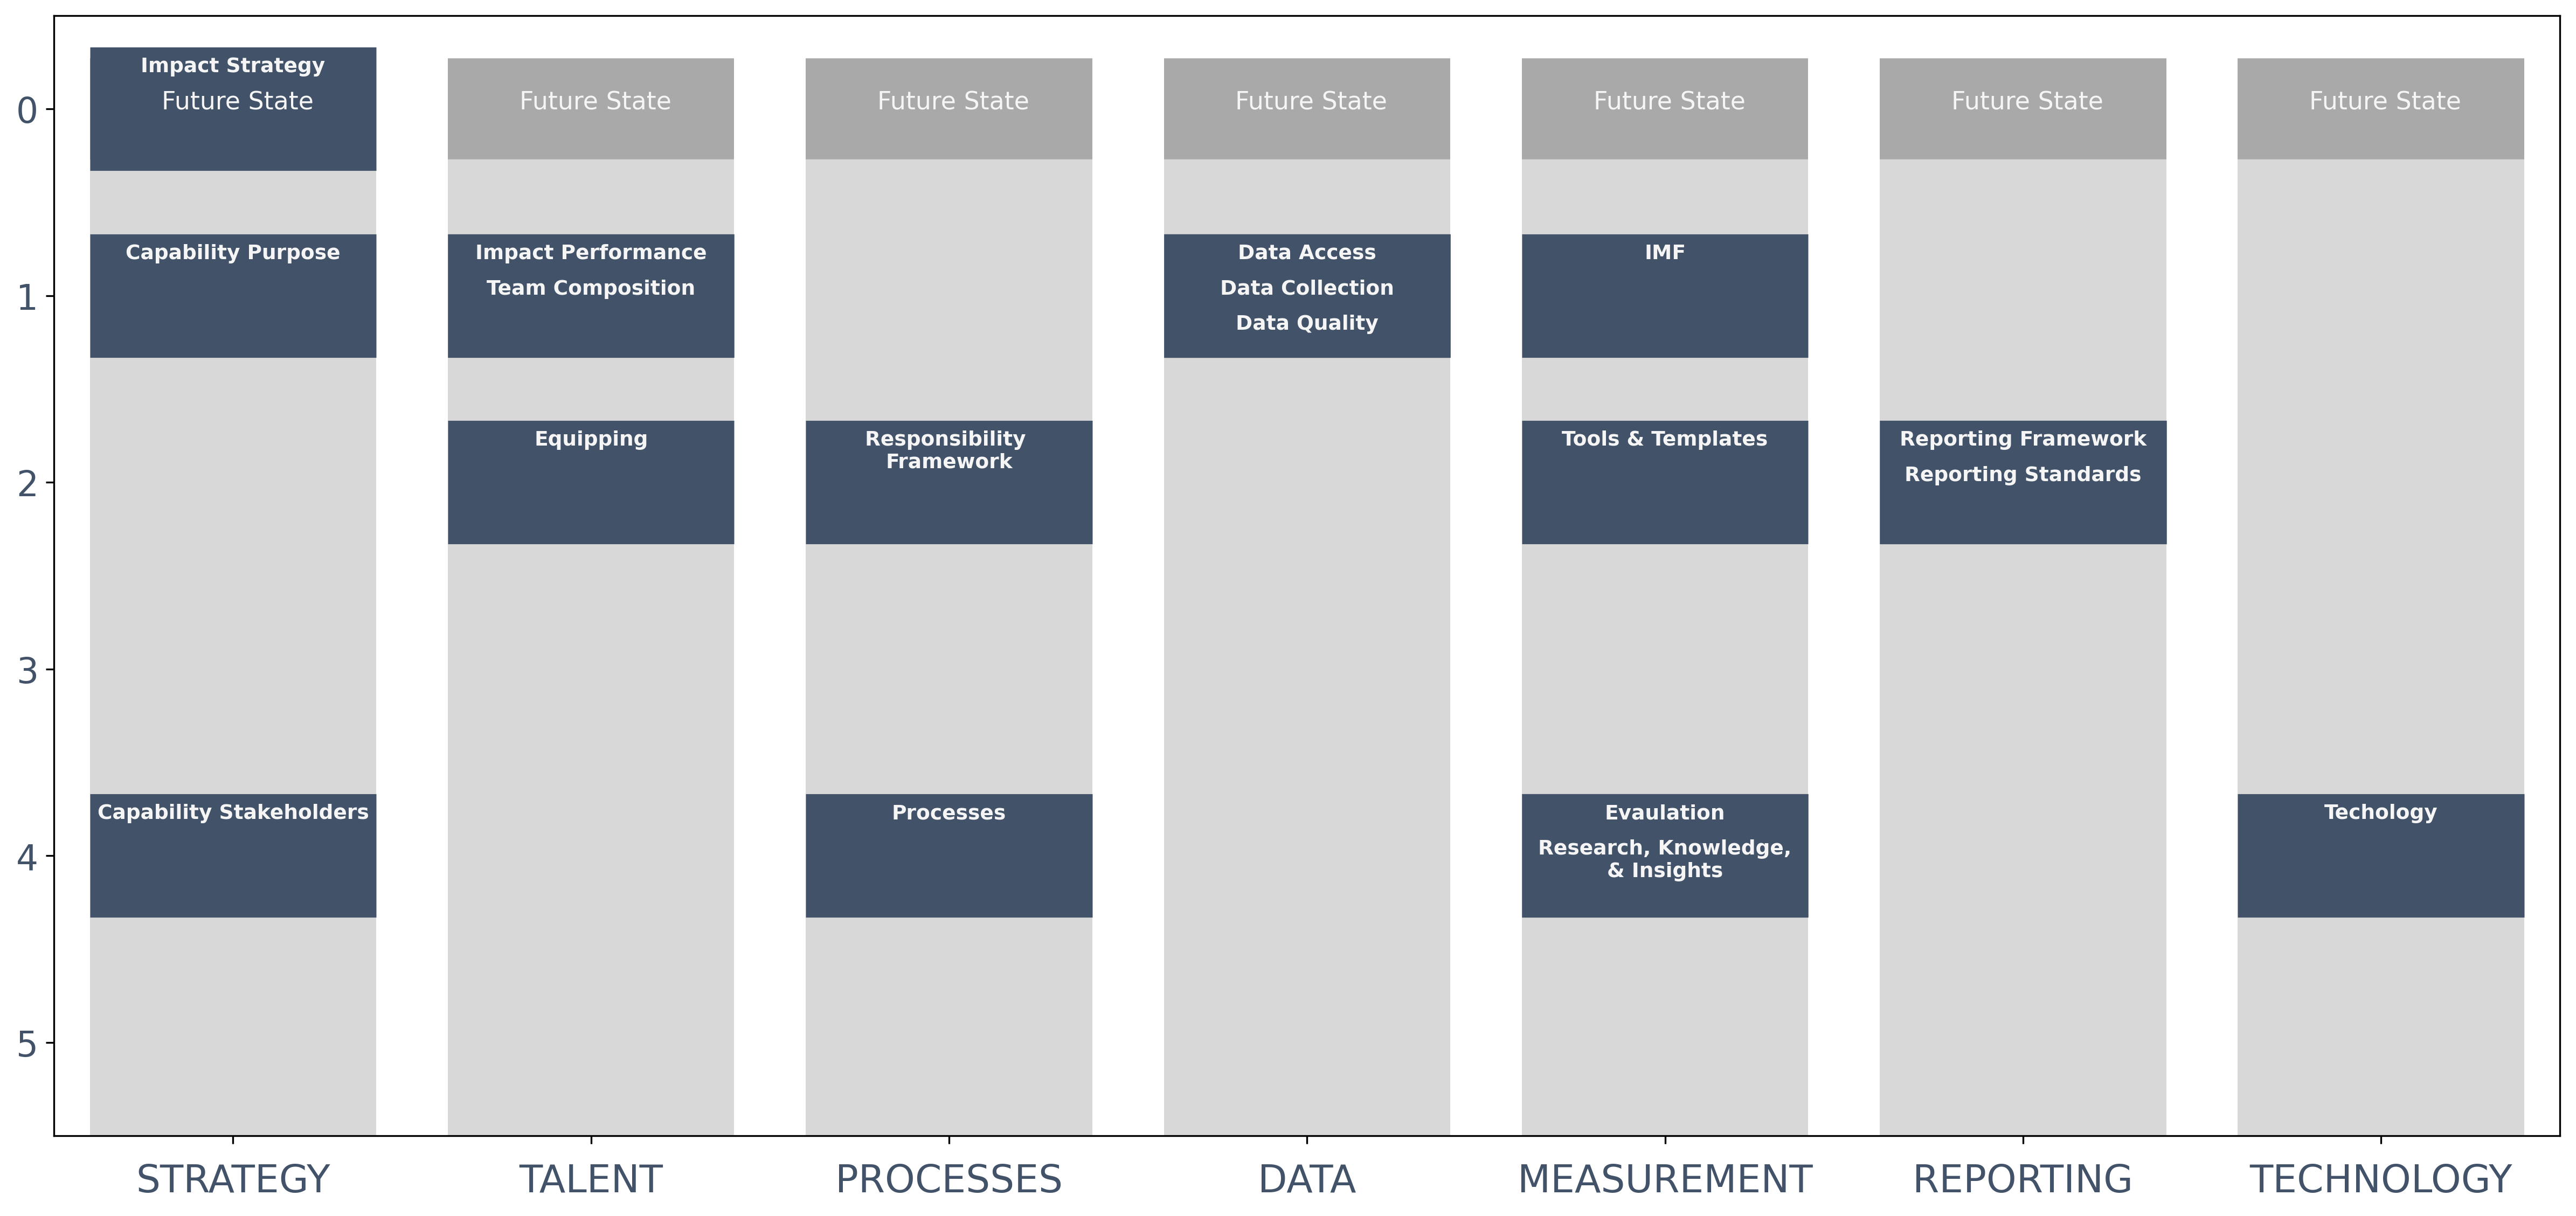 Impact Strategy
Future State
Future State
Future State
Future State
Future State
Future State
Future State
0
Capability Purpose
Impact Performance
Team Composition
Data Access
Data Collection
Data Quality
IMF
1
Equipping
Responsibility
Framework
Tools & Templates
Reporting Framework
Reporting Standards
2
3
Capability Stakeholders
Processes
Evaulation
Research, Knowledge,
& Insights
Techology
4
5
STRATEGY
TALENT
PROCESSES
DATA
MEASUREMENT
REPORTING
TECHNOLOGY